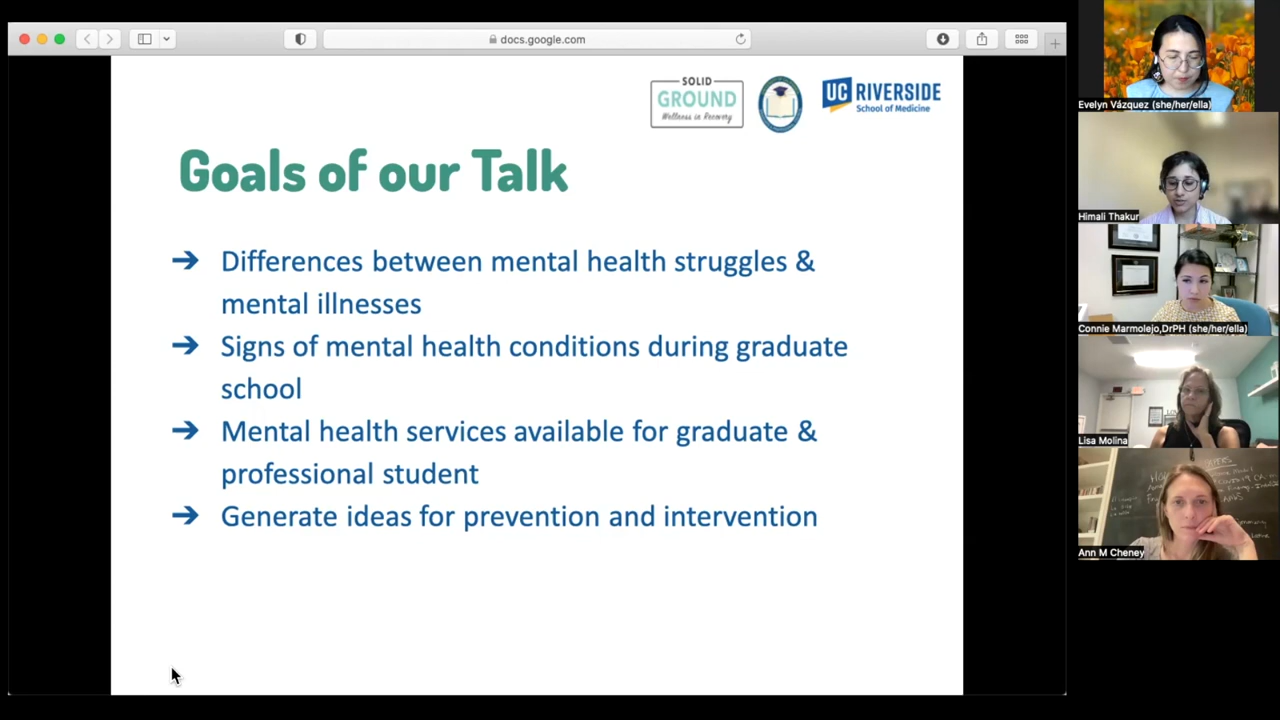 docs.google.com
SOLID
GROUND
Wellness in Recovery
UC RIVERSIDE
School of Medicine
Goals of our Talk
➔ Differences between mental health struggles &
mental illnesses
➔ Signs of mental health conditions during graduate
school
➔ Mental health services available for graduate &
professional student
➔ Generate ideas for prevention and intervention
Evelyn Vázquez (she/her/ella)
Himali Thakur
Connie Marmolejo,DrPH (she/her/ella)
Lisa Molina
Ann M Cheney